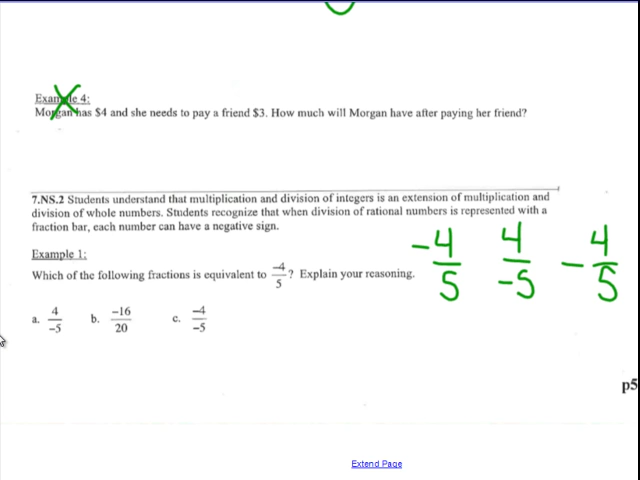 Example 4:
Morgan has $4 and she needs to pay a friend $3. How much will Morgan have after paying her friend?
7.NS.2 Students understand that multiplication and division of integers is an extension of multiplication and
division of whole numbers. Students recognize that when division of rational numbers is represented with a
fraction bar, each number can have a negative sign.
Example 1:
Which of the following fractions is equivalent to -4/5? Explain your reasoning.
-4/5 4/-5 -4/5
a. 4/-5 b. -16/20 c. -4/-5
p5
Extend Page